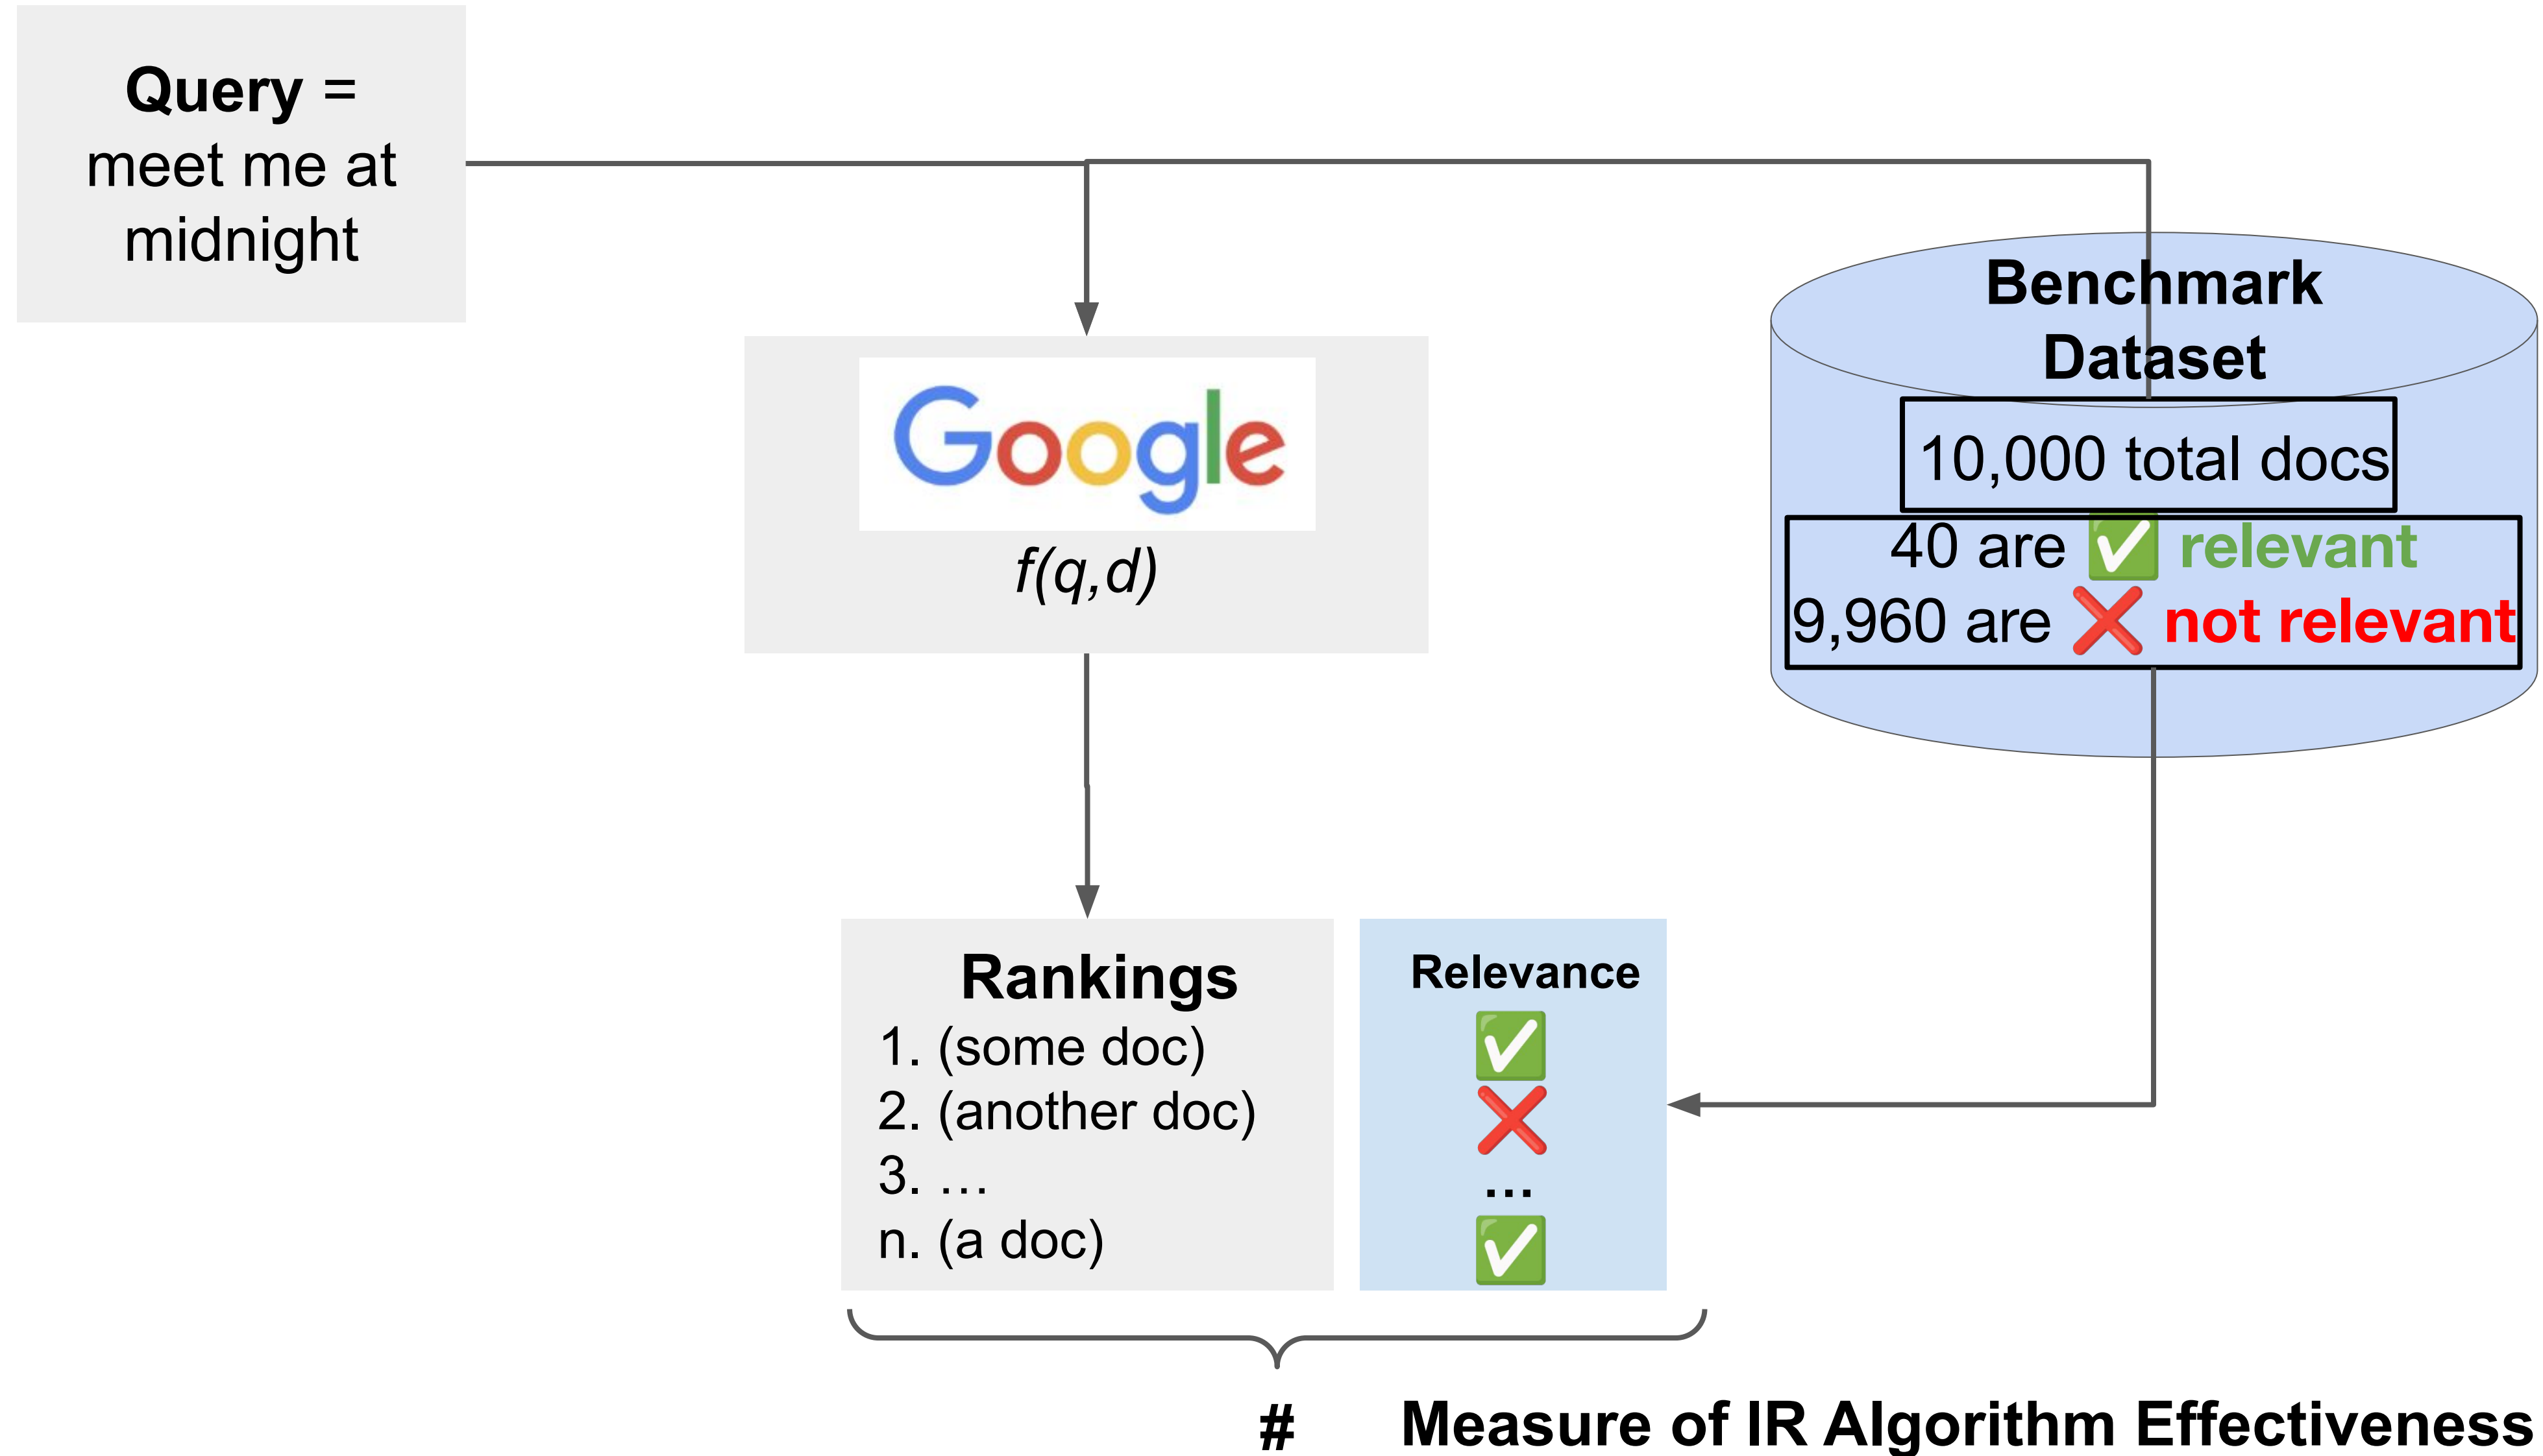 Query =
meet me at
midnight
Google
f(q,d)
Benchmark
Dataset
10,000 total docs
40 are ✅ relevant
9,960 are ❌ not relevant
Rankings
1. (some doc)
2. (another doc)
3. …
n. (a doc)
Relevance
✅
❌
...
✅
# Measure of IR Algorithm Effectiveness